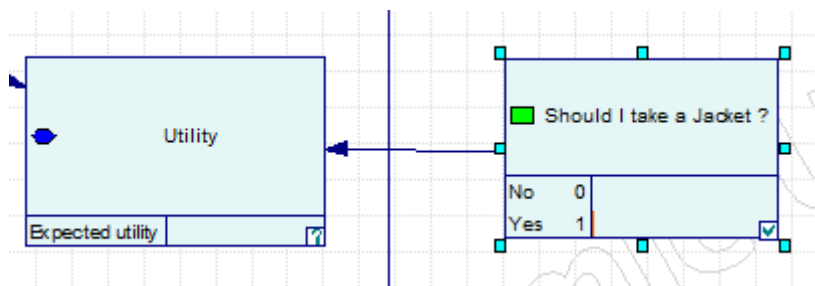 Utility
Expected utility
Should I take a Jacket ?
No 0
Yes 1